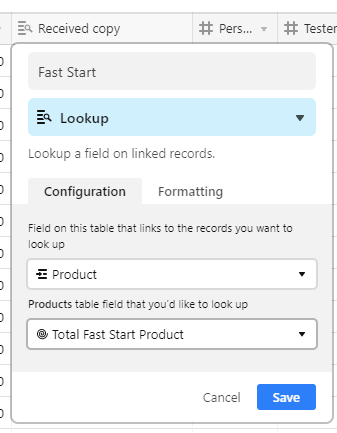 Received copy
Pers...
Tester
Fast Start
Lookup
Lookup a field on linked records.
Configuration
Formatting
Field on this table that links to the records you want to
look up
Product
Products table field that you'd like to look up
Total Fast Start Product
Cancel
Save